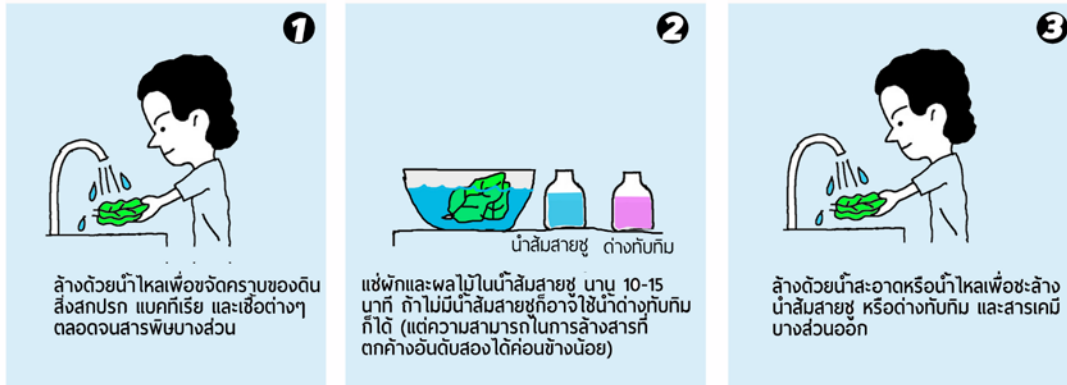 1
ล้างด้วยน้ำไหลเพื่อขจัดคราบของดิน
สิ่งสกปรก แบคทีเรีย และเชื้อต่างๆ
ตลอดจนสารพิษบางส่วน
2
น้ำส้มสายชู ด่างทับทิม
แช่ผักและผลไม้ในน้ำส้มสายชู นาน 10-15
นาที ถ้าไม่มีน้ำส้มสายชูก็อาจใช้น้ำด่างทับทิม
ก็ได้ (แต่ความสามารถในการล้างสารที่
ตกค้างอันดับสองได้ค่อนข้างน้อย)
3
ล้างด้วยน้ำสะอาดหรือน้ำไหลเพื่อชะล้าง
น้ำส้มสายชู หรือด่างทับทิม และสารเคมี
บางส่วนออก